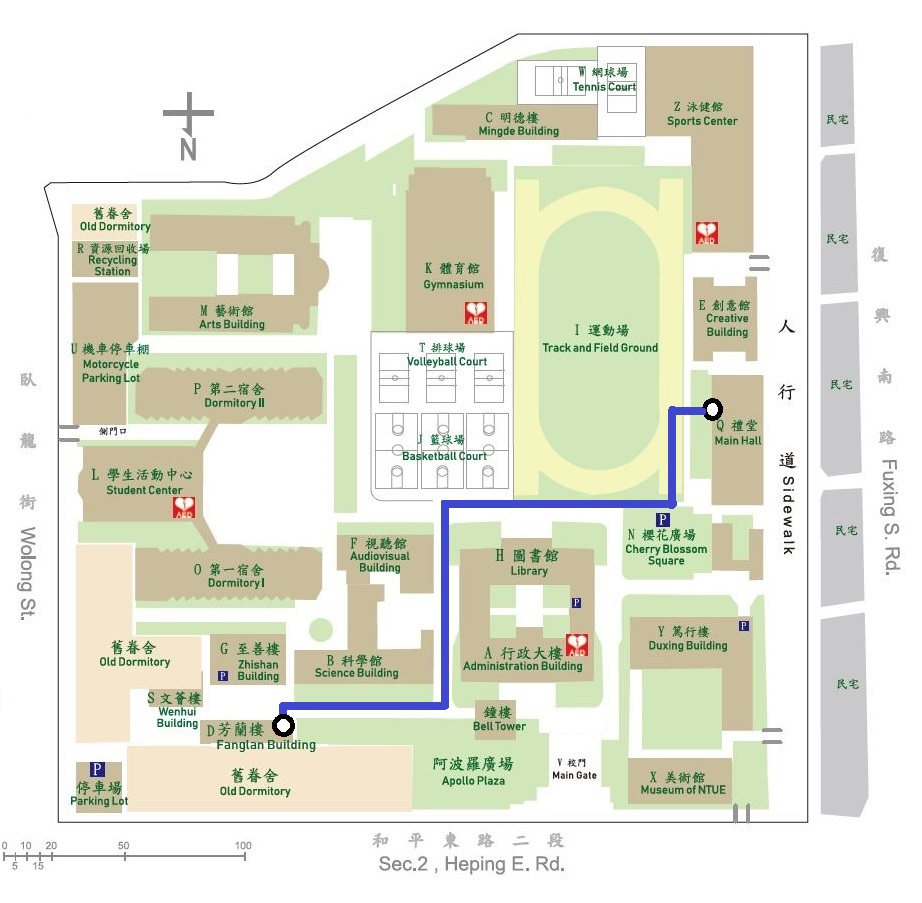 W 網球場
Tennis Court
C 明德樓
Mingde Building
Z 泳健館
Sports Center
民宅
N
舊眷舍
Old Dormitory
R 資源回收場
Recycling
Station
AED
民宅
復
興
南
路
Fuxing S. Rd.
K 體育館
Gymnasium
AED
E 創意館
Creative
Building
M 藝術館
Arts Building
I 運動場
Track and Field Ground
人
行
道
Sidewalk
U 機車停車棚
Motorcycle
Parking Lot
T 排球場
Volleyball Court
P 第二宿舍
Dormitory II
民宅
臥
龍
街
Wolong St.
側門口
Q 禮堂
Main Hall
J 籃球場
Basketball Court
L 學生活動中心
Student Center
AED
P
N 櫻花廣場
Cherry Blossom
Square
民宅
F 視聽館
Audiovisual
Building
H 圖書館
Library
O 第一宿舍
Dormitory I
P
Y 篤行樓
Duxing Building
P
舊眷舍
Old Dormitory
G 至善樓
Zhishan
Building
P
B 科學館
Science Building
A 行政大樓
Administration Building
AED
民宅
S 文薈樓
Wenhui
Building
D 芳蘭樓
Fanglan Building
鐘樓
Bell Tower
P
停車場
Parking Lot
舊眷舍
Old Dormitory
阿波羅廣場
Apollo Plaza
V 校門
Main Gate
X 美術館
Museum of NTUE
和平東路二段
Sec.2 , Heping E. Rd.
0 10 20 50 100
5 15